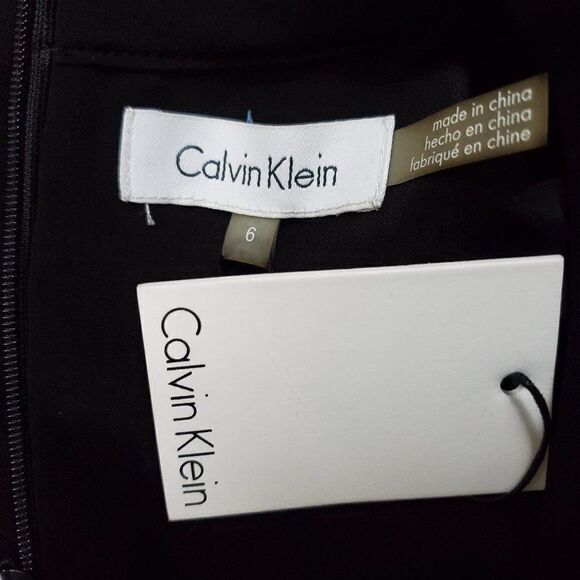 Calvin Klein
made in china
hecho en china
fabriqué en chine
6
Calvin Klein